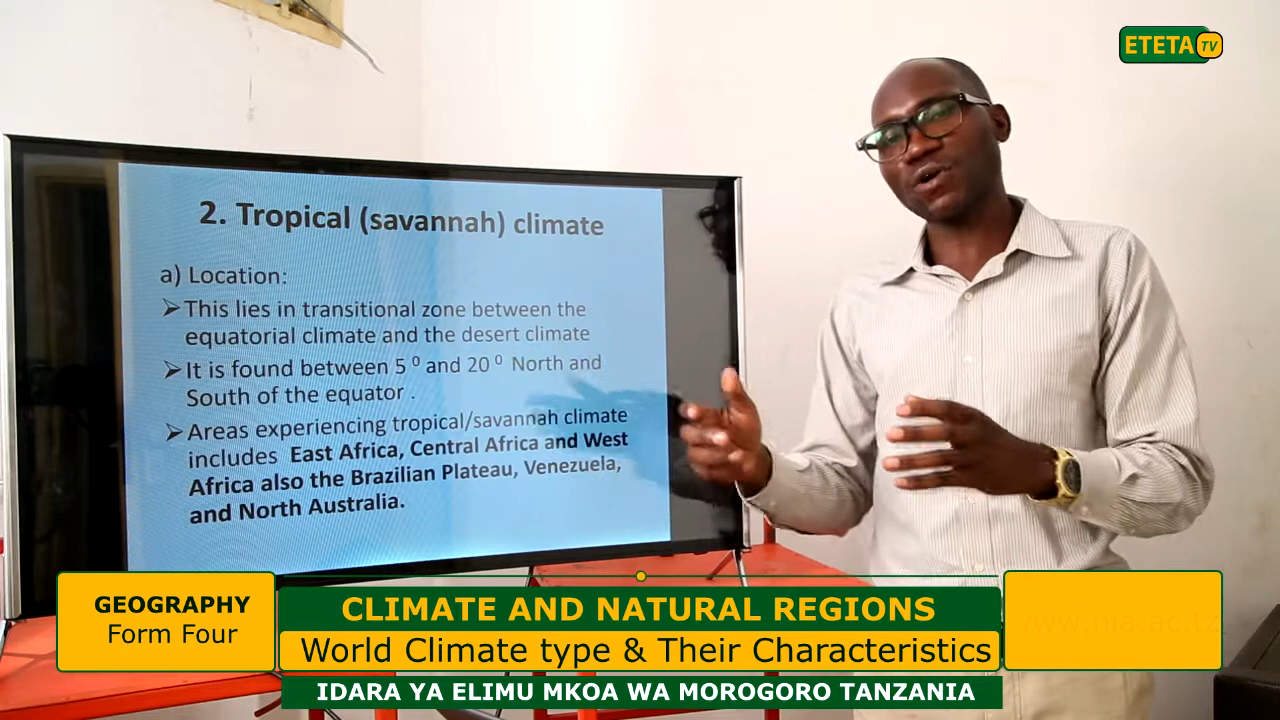 ETETA TV
2. Tropical (savannah) climate
a) Location:
➢This lies in transitional zone between the
equatorial climate and the desert climate
➢It is found between 5 ⁰ and 20 ⁰ North and
South of the equator .
➢Areas experiencing tropical/savannah climate
includes East Africa, Central Africa and West
Africa also the Brazilian Plateau, Venezuela,
and North Australia.
GEOGRAPHY
Form Four
CLIMATE AND NATURAL REGIONS
World Climate type & Their Characteristics
IDARA YA ELIMU MKOA WA MOROGORO TANZANIA